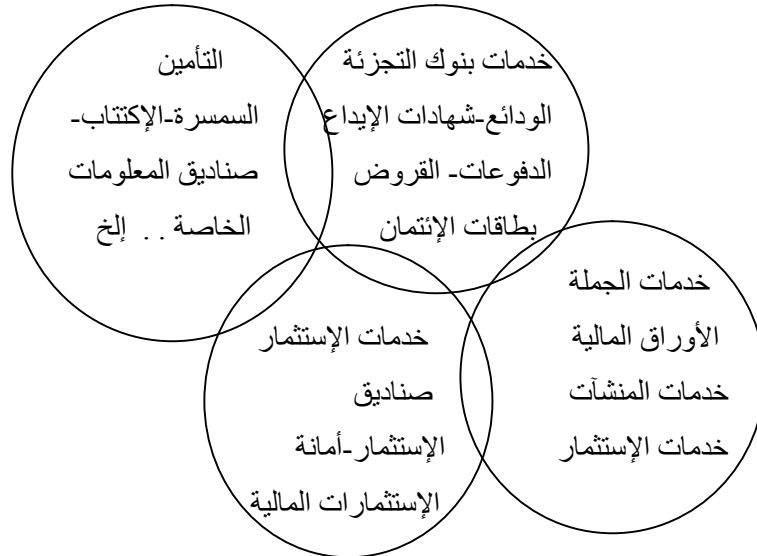 خدمات بنوك التجزئة
الودائع-شهادات الإيداع
الدفوعات- القروض
بطاقات الإئتمان
التأمين
السمسرة-الإكتتاب-
صناديق المعلومات
الخاصة . . إلخ
خدمات الجملة
الأوراق المالية
خدمات المنشآت
خدمات الإستثمار
خدمات الإستثمار
صناديق
الإستثمار-أمانة
الإستثمارات المالية